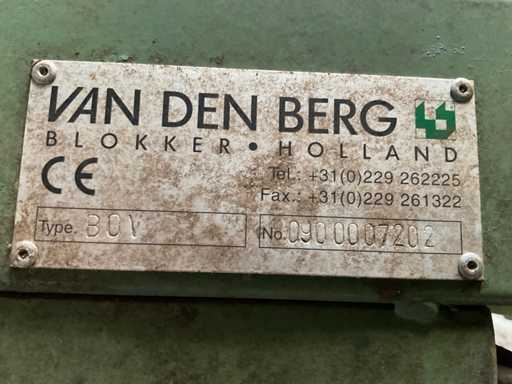 VAN DEN BERG
BLOKKER • HOLLAND
CE
Tel.: +31(0)229 262225
Fax.: +31(0)229 261322
Type. BOV
No. 0900007202